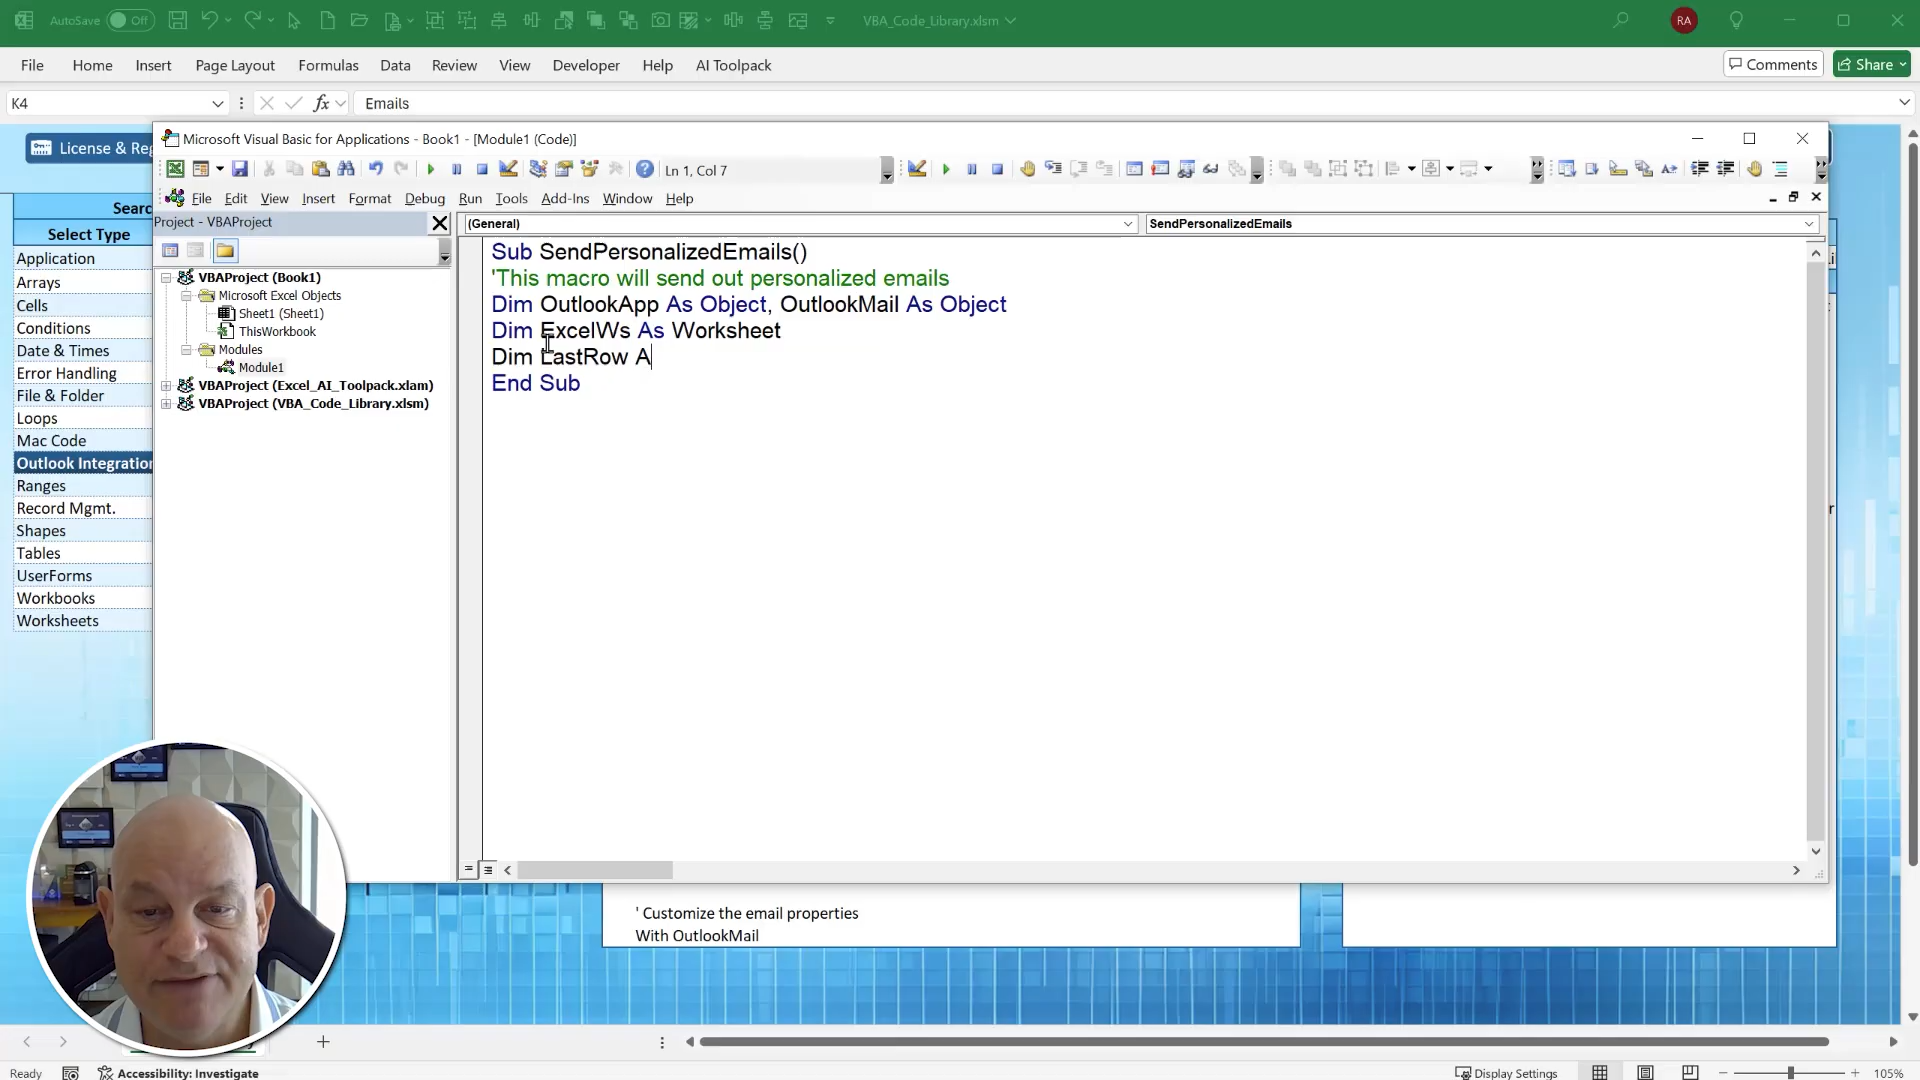 AutoSave Off VBA_Code_Library.xlsm RA
File Home Insert Page Layout Formulas Data Review View Developer Help AI Toolpack Comments Share
K4 fx Emails
License & Reg
Microsoft Visual Basic for Applications - Book1 - [Module1 (Code)]
Ln 1, Col 7
File Edit View Insert Format Debug Run Tools Add-Ins Window Help
Project - VBAProject
(General) SendPersonalizedEmails
VBAProject (Book1)
Microsoft Excel Objects
Sheet1 (Sheet1)
ThisWorkbook
Modules
Module1
VBAProject (Excel_AI_Toolpack.xlam)
VBAProject (VBA_Code_Library.xlsm)
Sub SendPersonalizedEmails()
'This macro will send out personalized emails
Dim OutlookApp As Object, OutlookMail As Object
Dim ExcelWs As Worksheet
Dim LastRow A
End Sub
Searc
Select Type
Application
Arrays
Cells
Conditions
Date & Times
Error Handling
File & Folder
Loops
Mac Code
Outlook Integration
Ranges
Record Mgmt.
Shapes
Tables
UserForms
Workbooks
Worksheets
' Customize the email properties
With OutlookMail
Ready Accessibility: Investigate Display Settings 105%